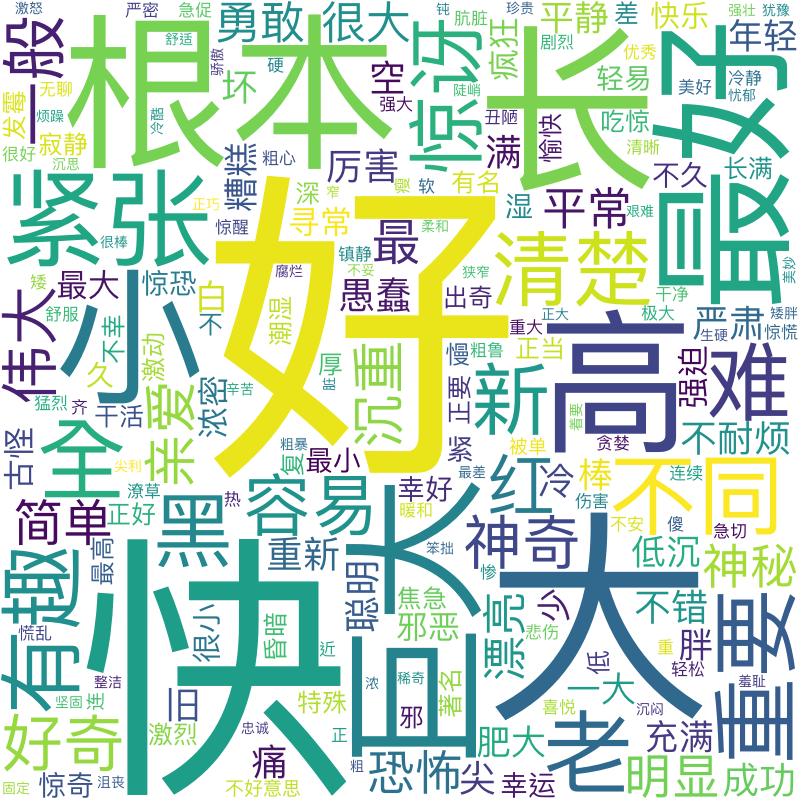 激怒
严密
急促
勇敢
很大
肮脏
钝
平静
差
珍贵
快乐
强壮
犹豫
年轻
一般
舒适
骄傲
根本
坏
空
硬
强大
惊讶
疯狂
陡峭
剧烈
轻易
优秀
美好
冷静
忧郁
长
最好
发霉
无聊
烦躁
冷酷
很好
寂静
沉思
糟糕
粗心
厉害
满
丑陋
愉快
吃惊
清晰
不久
长满
紧张
正巧
惊醒
很棒
深
寻常
瘦
软
窄
有名
湿
平常
艰难
柔和
镇静
最
不妥
狭窄
清楚
干净
美妙
伟大
矮
舒服
最大
惊恐
小
不幸
白
不
腐烂
潮湿
愚蠢
出奇
好
重大
正大
极大
严肃
矮胖
惊慌
生硬
高
难
久
激动
厚
沉重
慢
粗鲁
正当
正要
强迫
猛烈
齐
干活
亲爱
浓密
辛苦
甜
新
着要
紧
被单
贪婪
不耐烦
古怪
全
尖利
粗暴
夏
最小
最差
连续
潦草
简单
正好
黑
容易
热
幸好
红
冷
棒
伤害
不同
不安
傻
急切
暖和
笨拙
神奇
有趣
最高
重新
巨大
聪明
惨
焦急
邪恶
大
少
低沉
神秘
不错
悲伤
漂亮
慌乱
很小
昏暗
近
重
胖
轻松
重要
低
整洁
快
旧
特殊
浓
稀奇
著名
一大
羞耻
坚固
进
激烈
忠诚
正
邪
沉闷
喜悦
肥大
老
充满
好奇
固定
惊奇
沮丧
不好意思
痛
粗
恐怖
尖
幸运
明显
成功